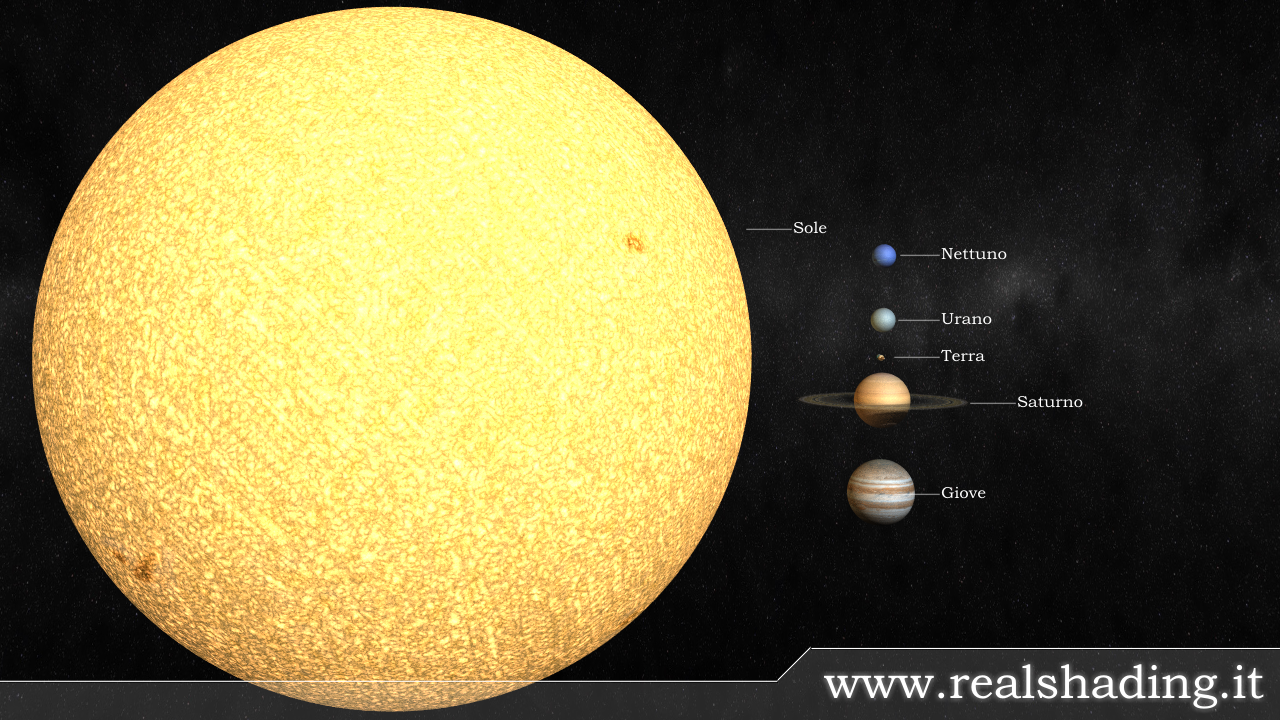 Sole
Nettuno
Urano
Terra
Saturno
Giove
www.realshading.it